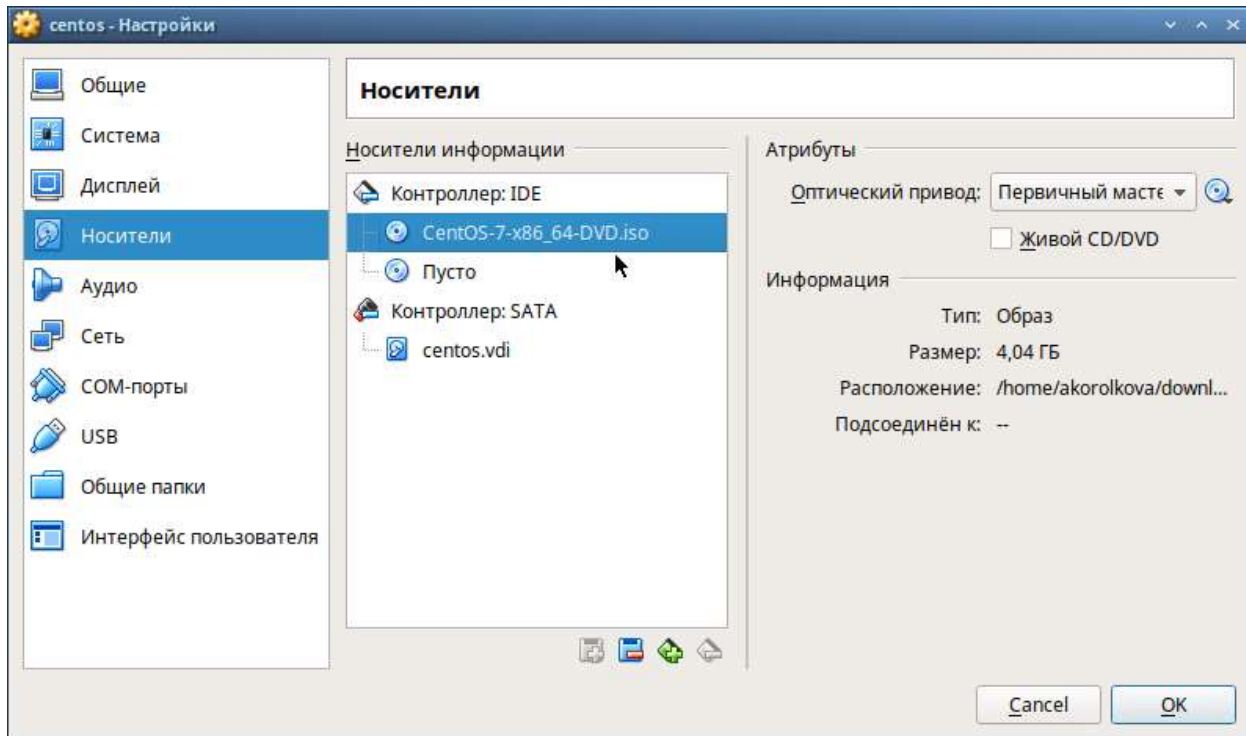 centos - Настройки
Общие
Система
Дисплей
Носители
Аудио
Сеть
COM-порты
USB
Общие папки
Интерфейс пользователя
Носители
Носители информации
Контроллер: IDE
CentOS-7-x86_64-DVD.iso
Пусто
Контроллер: SATA
centos.vdi
Атрибуты
Оптический привод: Первичный масте
Живой CD/DVD
Информация
Тип: Образ
Размер: 4,04 ГБ
Расположение: /home/akorolkova/downl...
Подсоединён к: --
Cancel
OK